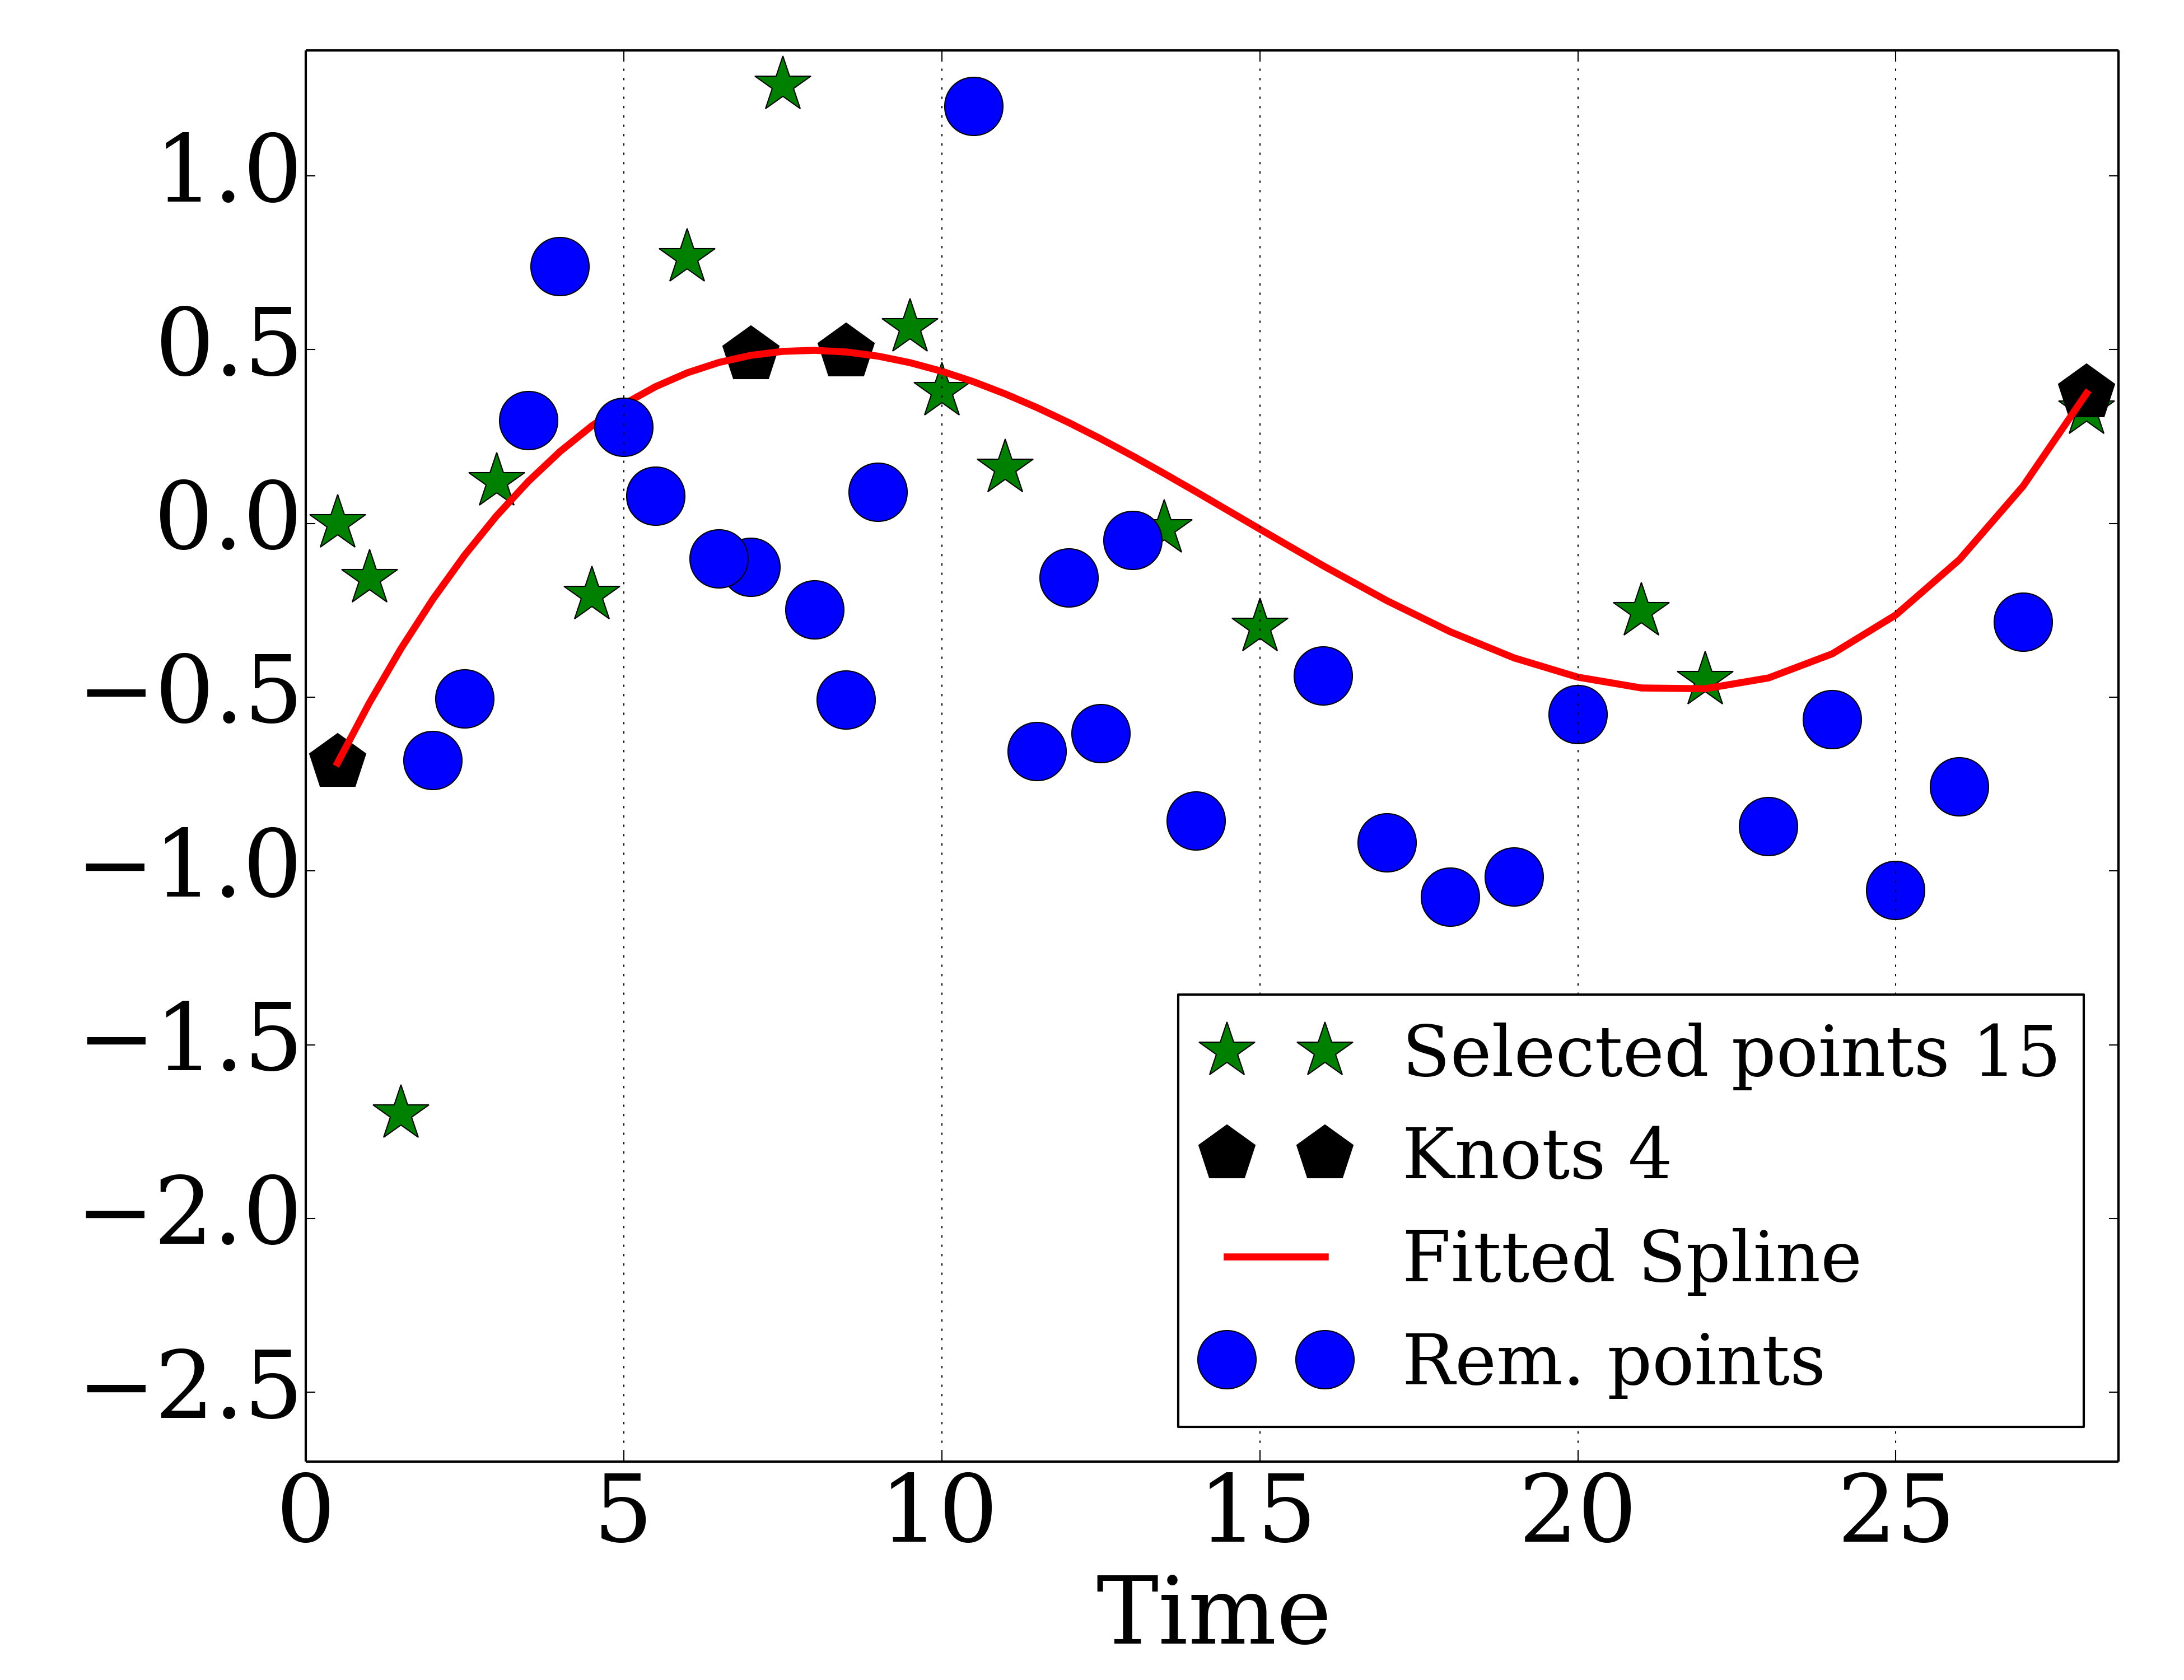 1.0
0.5
0.0
−0.5
−1.0
−1.5
−2.0
−2.5
0 5 10 15 20 25
Time
Selected points 15
Knots 4
Fitted Spline
Rem. points